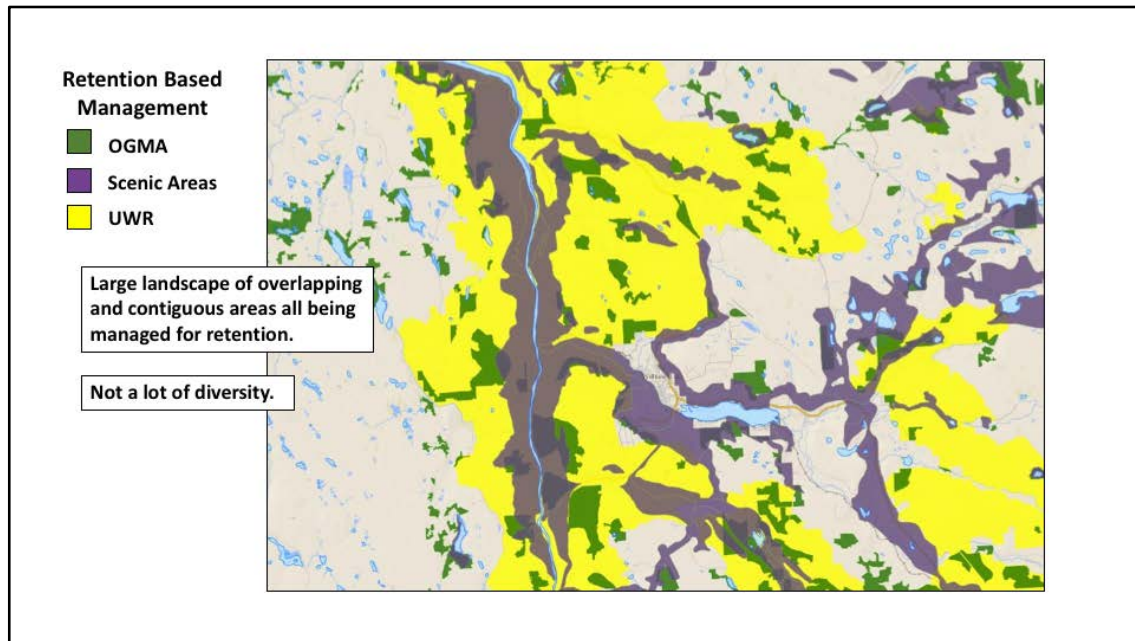 Retention Based
Management
OGMA
Scenic Areas
UWR
Large landscape of overlapping
and contiguous areas all being
managed for retention.
Not a lot of diversity.